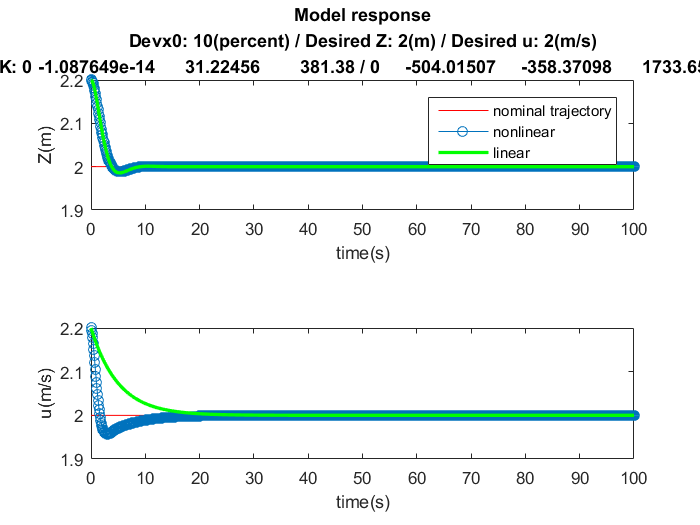 Model response
Devx0: 10(percent) / Desired Z: 2(m) / Desired u: 2(m/s)
K: 0 -1.087649e-14 31.22456 381.38 / 0 -504.01507 -358.37098 1733.65
2.2
2.1
2
1.9
Z(m)
nominal trajectory
nonlinear
linear
0 10 20 30 40 50 60 70 80 90 100
time(s)
2.2
2.1
2
1.9
u(m/s)
0 10 20 30 40 50 60 70 80 90 100
time(s)